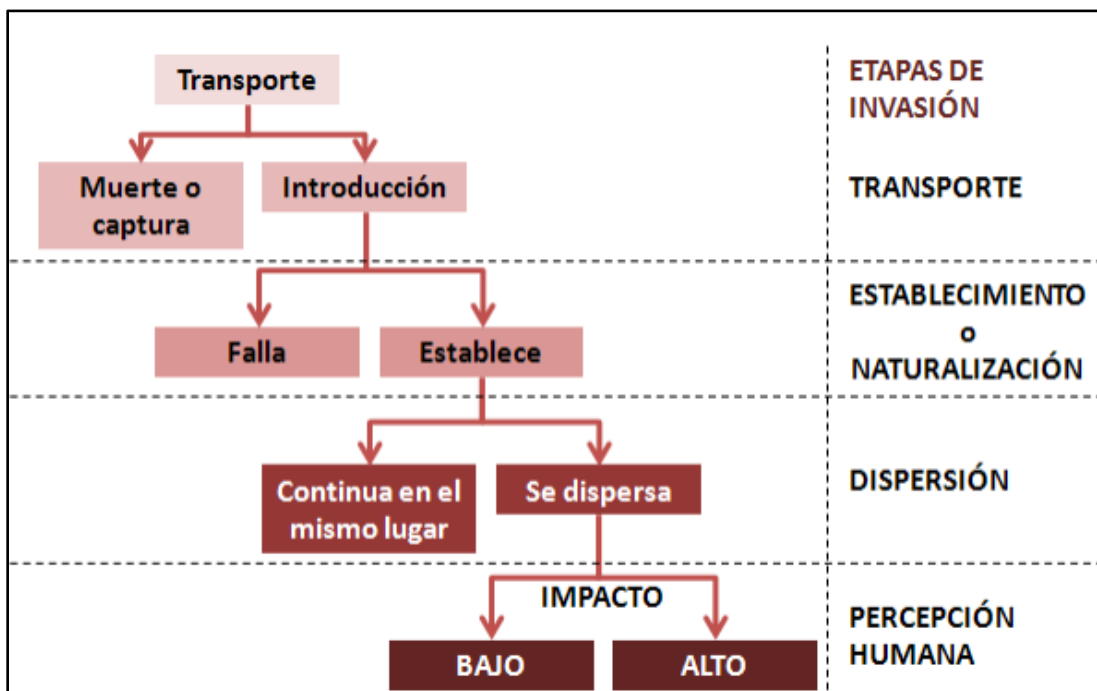 Transporte
ETAPAS DE
INVASIÓN
Muerte o
captura
Introducción
TRANSPORTE
Falla
Establece
ESTABLECIMIENTO
o
NATURALIZACIÓN
Continua en el
mismo lugar
Se dispersa
DISPERSIÓN
IMPACTO
BAJO
ALTO
PERCEPCIÓN
HUMANA